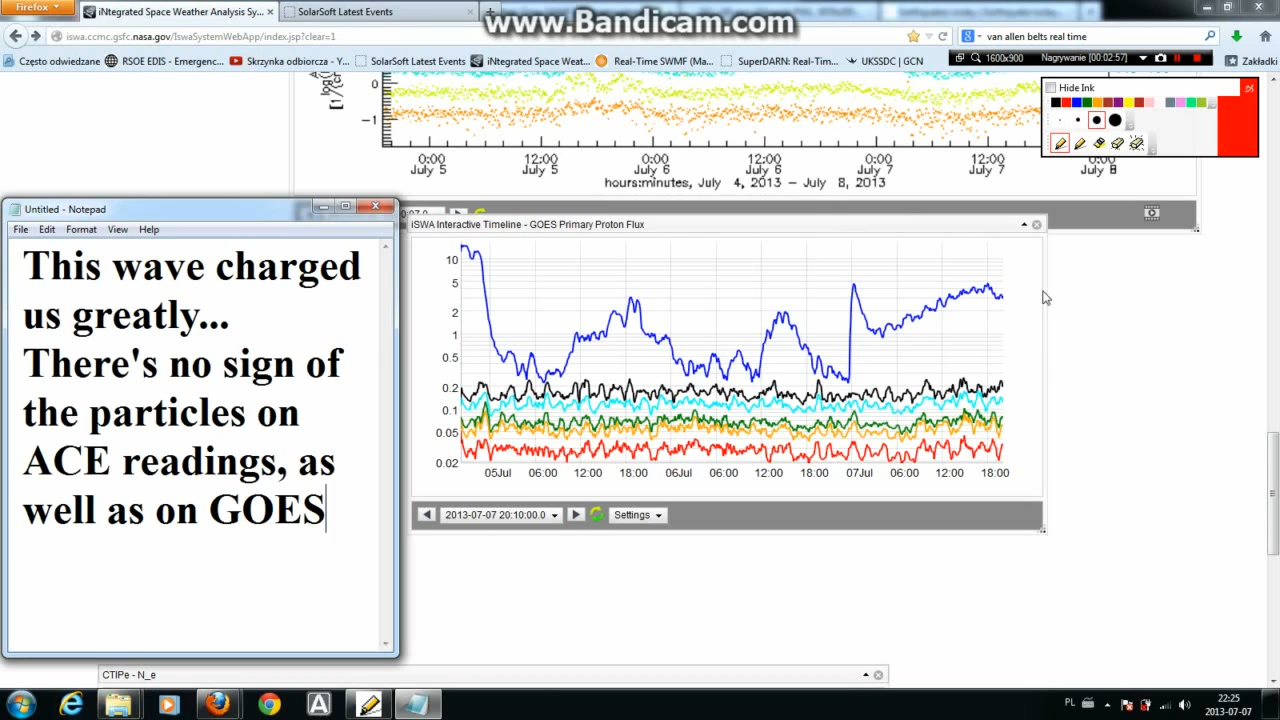 Firefox
iNtegrated Space Weather Analysis Sy...
SolarSoft Latest Events
www.Bandicam.com
iswa.ccmc.gsfc.nasa.gov/IswaSystemWebApp/index.jsp?clear=1
van allen belts real time
Często odwiedzane
RSOE EDIS - Emergenc...
Skrzynka odbiorcza - Y...
SolarSoft Latest Events
iNtegrated Space Weat...
Real-Time SWMF (Ma...
SuperDARN: Real-Tim...
UKSSDC | GCN
Zakładki
1600x900
Nagrywanie [00:02:57]
Hide Ink
0
−1
0:00 12:00 0:00 12:00 0:00 12:00 0:00
July 5 July 5 July 6 July 6 July 7 July 7 July 8
hours:minutes, July 4, 2013 − July 8, 2013
Untitled - Notepad
File Edit Format View Help
This wave charged
us greatly...
There's no sign of
the particles on
ACE readings, as
well as on GOES
iSWA Interactive Timeline - GOES Primary Proton Flux
10
5
2
1
0.5
0.2
0.1
0.05
0.02
05Jul 06:00 12:00 18:00 06Jul 06:00 12:00 18:00 07Jul 06:00 12:00 18:00
2013-07-07 20:10:00.0
Settings
CTIPe - N_e
PL
22:25
2013-07-07